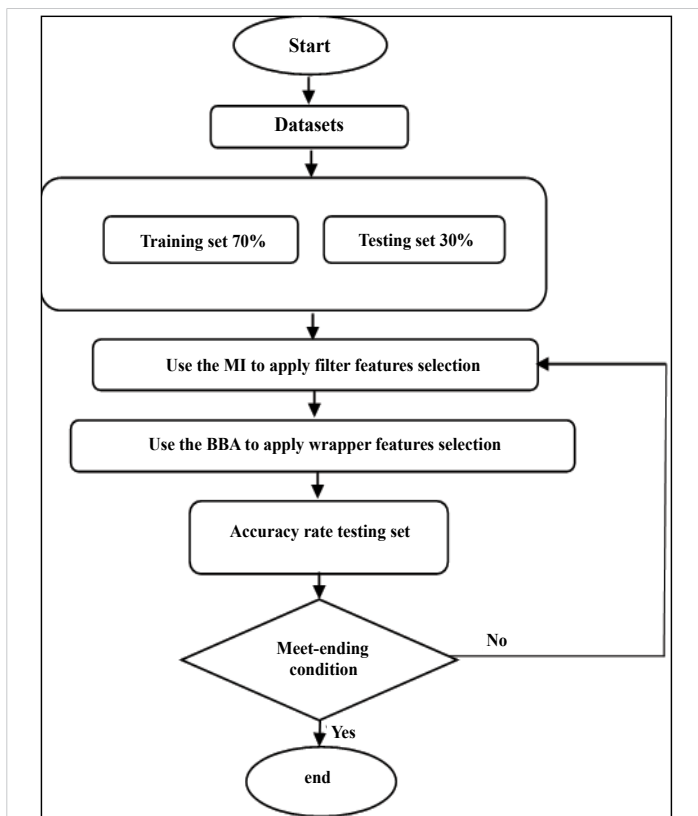 Start
Datasets
Training set 70%
Testing set 30%
Use the MI to apply filter features selection
Use the BBA to apply wrapper features selection
Accuracy rate testing set
Meet-ending
condition
No
Yes
end